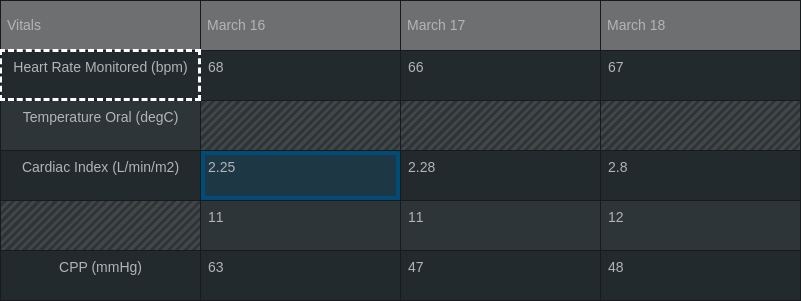 Vitals March 16 March 17 March 18
Heart Rate Monitored (bpm) 68 66 67
Temperature Oral (degC)
Cardiac Index (L/min/m2) 2.25 2.28 2.8
11 11 12
CPP (mmHg) 63 47 48